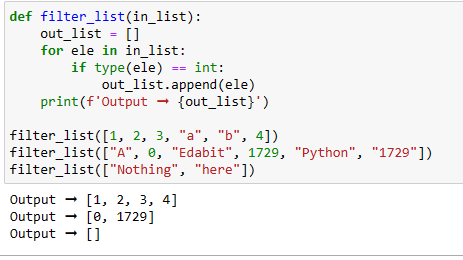 def filter_list(in_list):
    out_list = []
    for ele in in_list:
        if type(ele) == int:
            out_list.append(ele)
    print(f'Output → {out_list}')

filter_list([1, 2, 3, "a", "b", 4])
filter_list(["A", 0, "Edabit", 1729, "Python", "1729"])
filter_list(["Nothing", "here"])
Output → [1, 2, 3, 4]
Output → [0, 1729]
Output → []